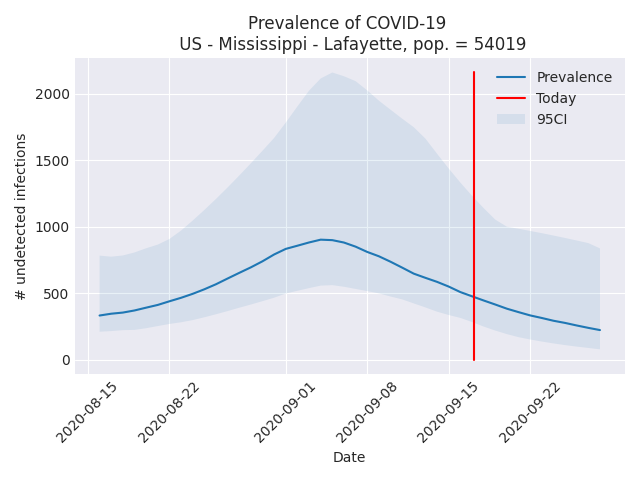 Prevalence of COVID-19
US - Mississippi - Lafayette, pop. = 54019
# undetected infections
2000
1500
1000
500
0
Prevalence
Today
95CI
2020-08-15
2020-08-22
2020-09-01
2020-09-08
2020-09-15
2020-09-22
Date